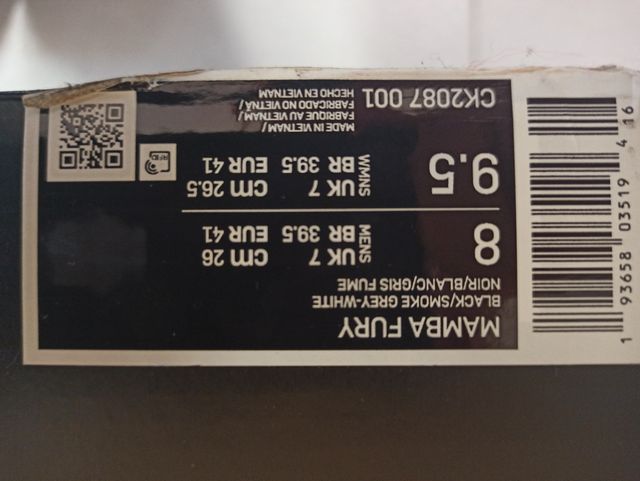 MAMBA FURY
BLACK/SMOKE GREY-WHITE
NOIR/BLANC/GRIS FUME
8 MENS UK 7 cm 26
BR 39.5 EUR 41
9.5 WMNS UK 7 cm 26.5
BR 39.5 EUR 41
CK2087 001
MADE IN VIETNAM /
FABRIQUE AU VIETNAM /
FABRICADO NO VIETNÃ /
HECHO EN VIETNAM
RFID
1 93658 03519 4 16